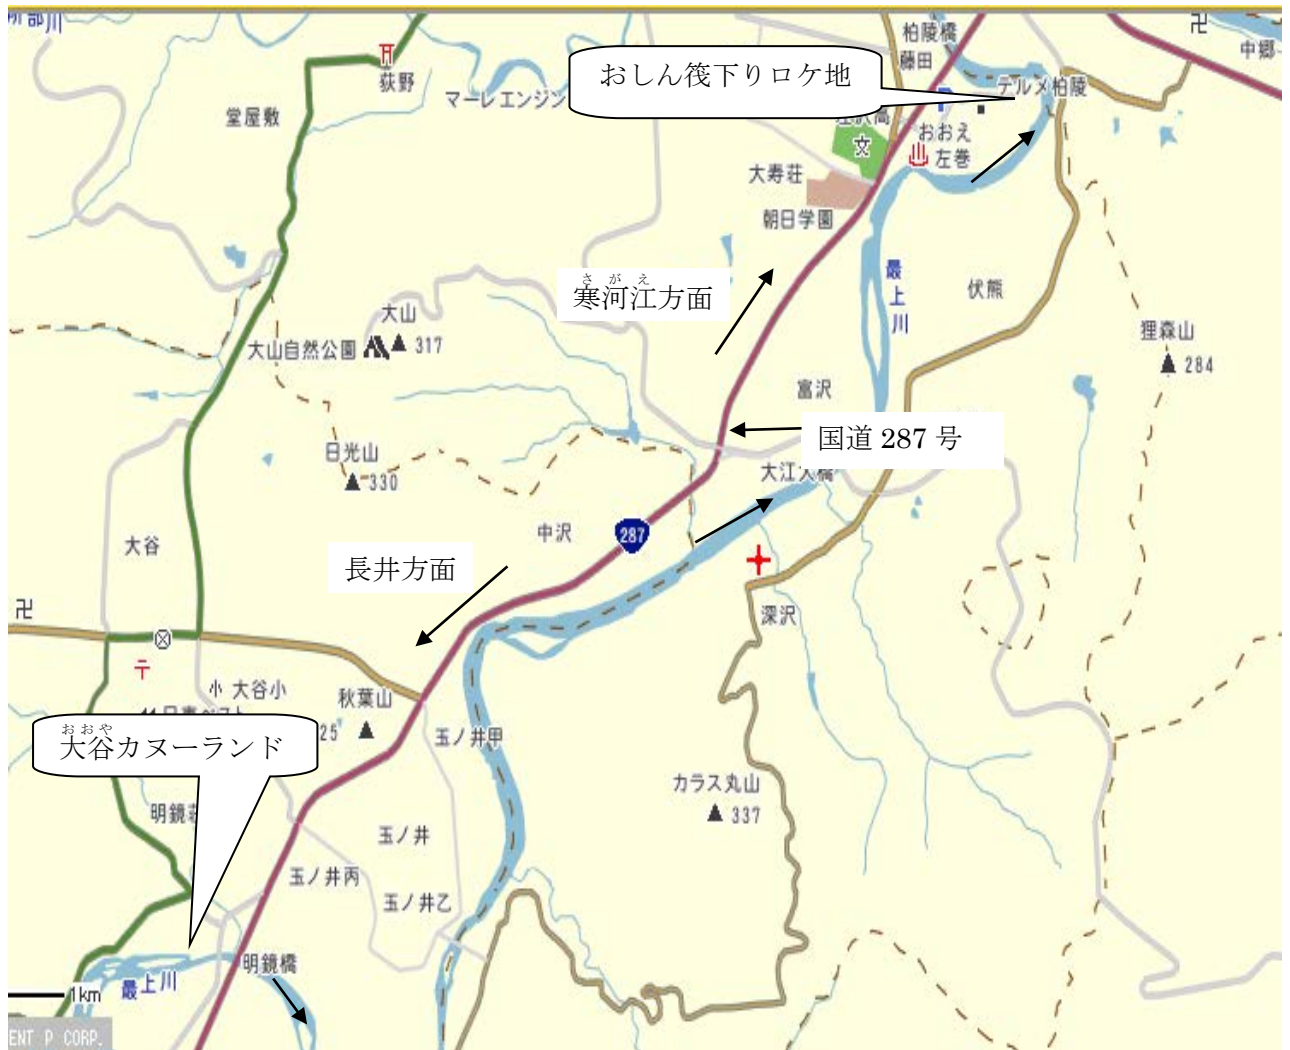 中郷
柏陵橋
藤田
荻野
マーレエンジン
おしん筏下りロケ地
テルメ柏陵
堂屋敷
文
おおえ
左巻
大寿荘
朝日学園
最上川
伏熊
さがえ
寒河江方面
大山
317
大山自然公園
狸森山
284
富沢
国道 287 号
日光山
330
大江大橋
中沢
287
大谷
長井方面
深沢
小 大谷小
秋葉山
玉ノ井甲
おおや
大谷カヌーランド
カラス丸山
337
明鏡
玉ノ井
玉ノ井丙
玉ノ井乙
明鏡橋
最上川
1km
ENT P CORP.